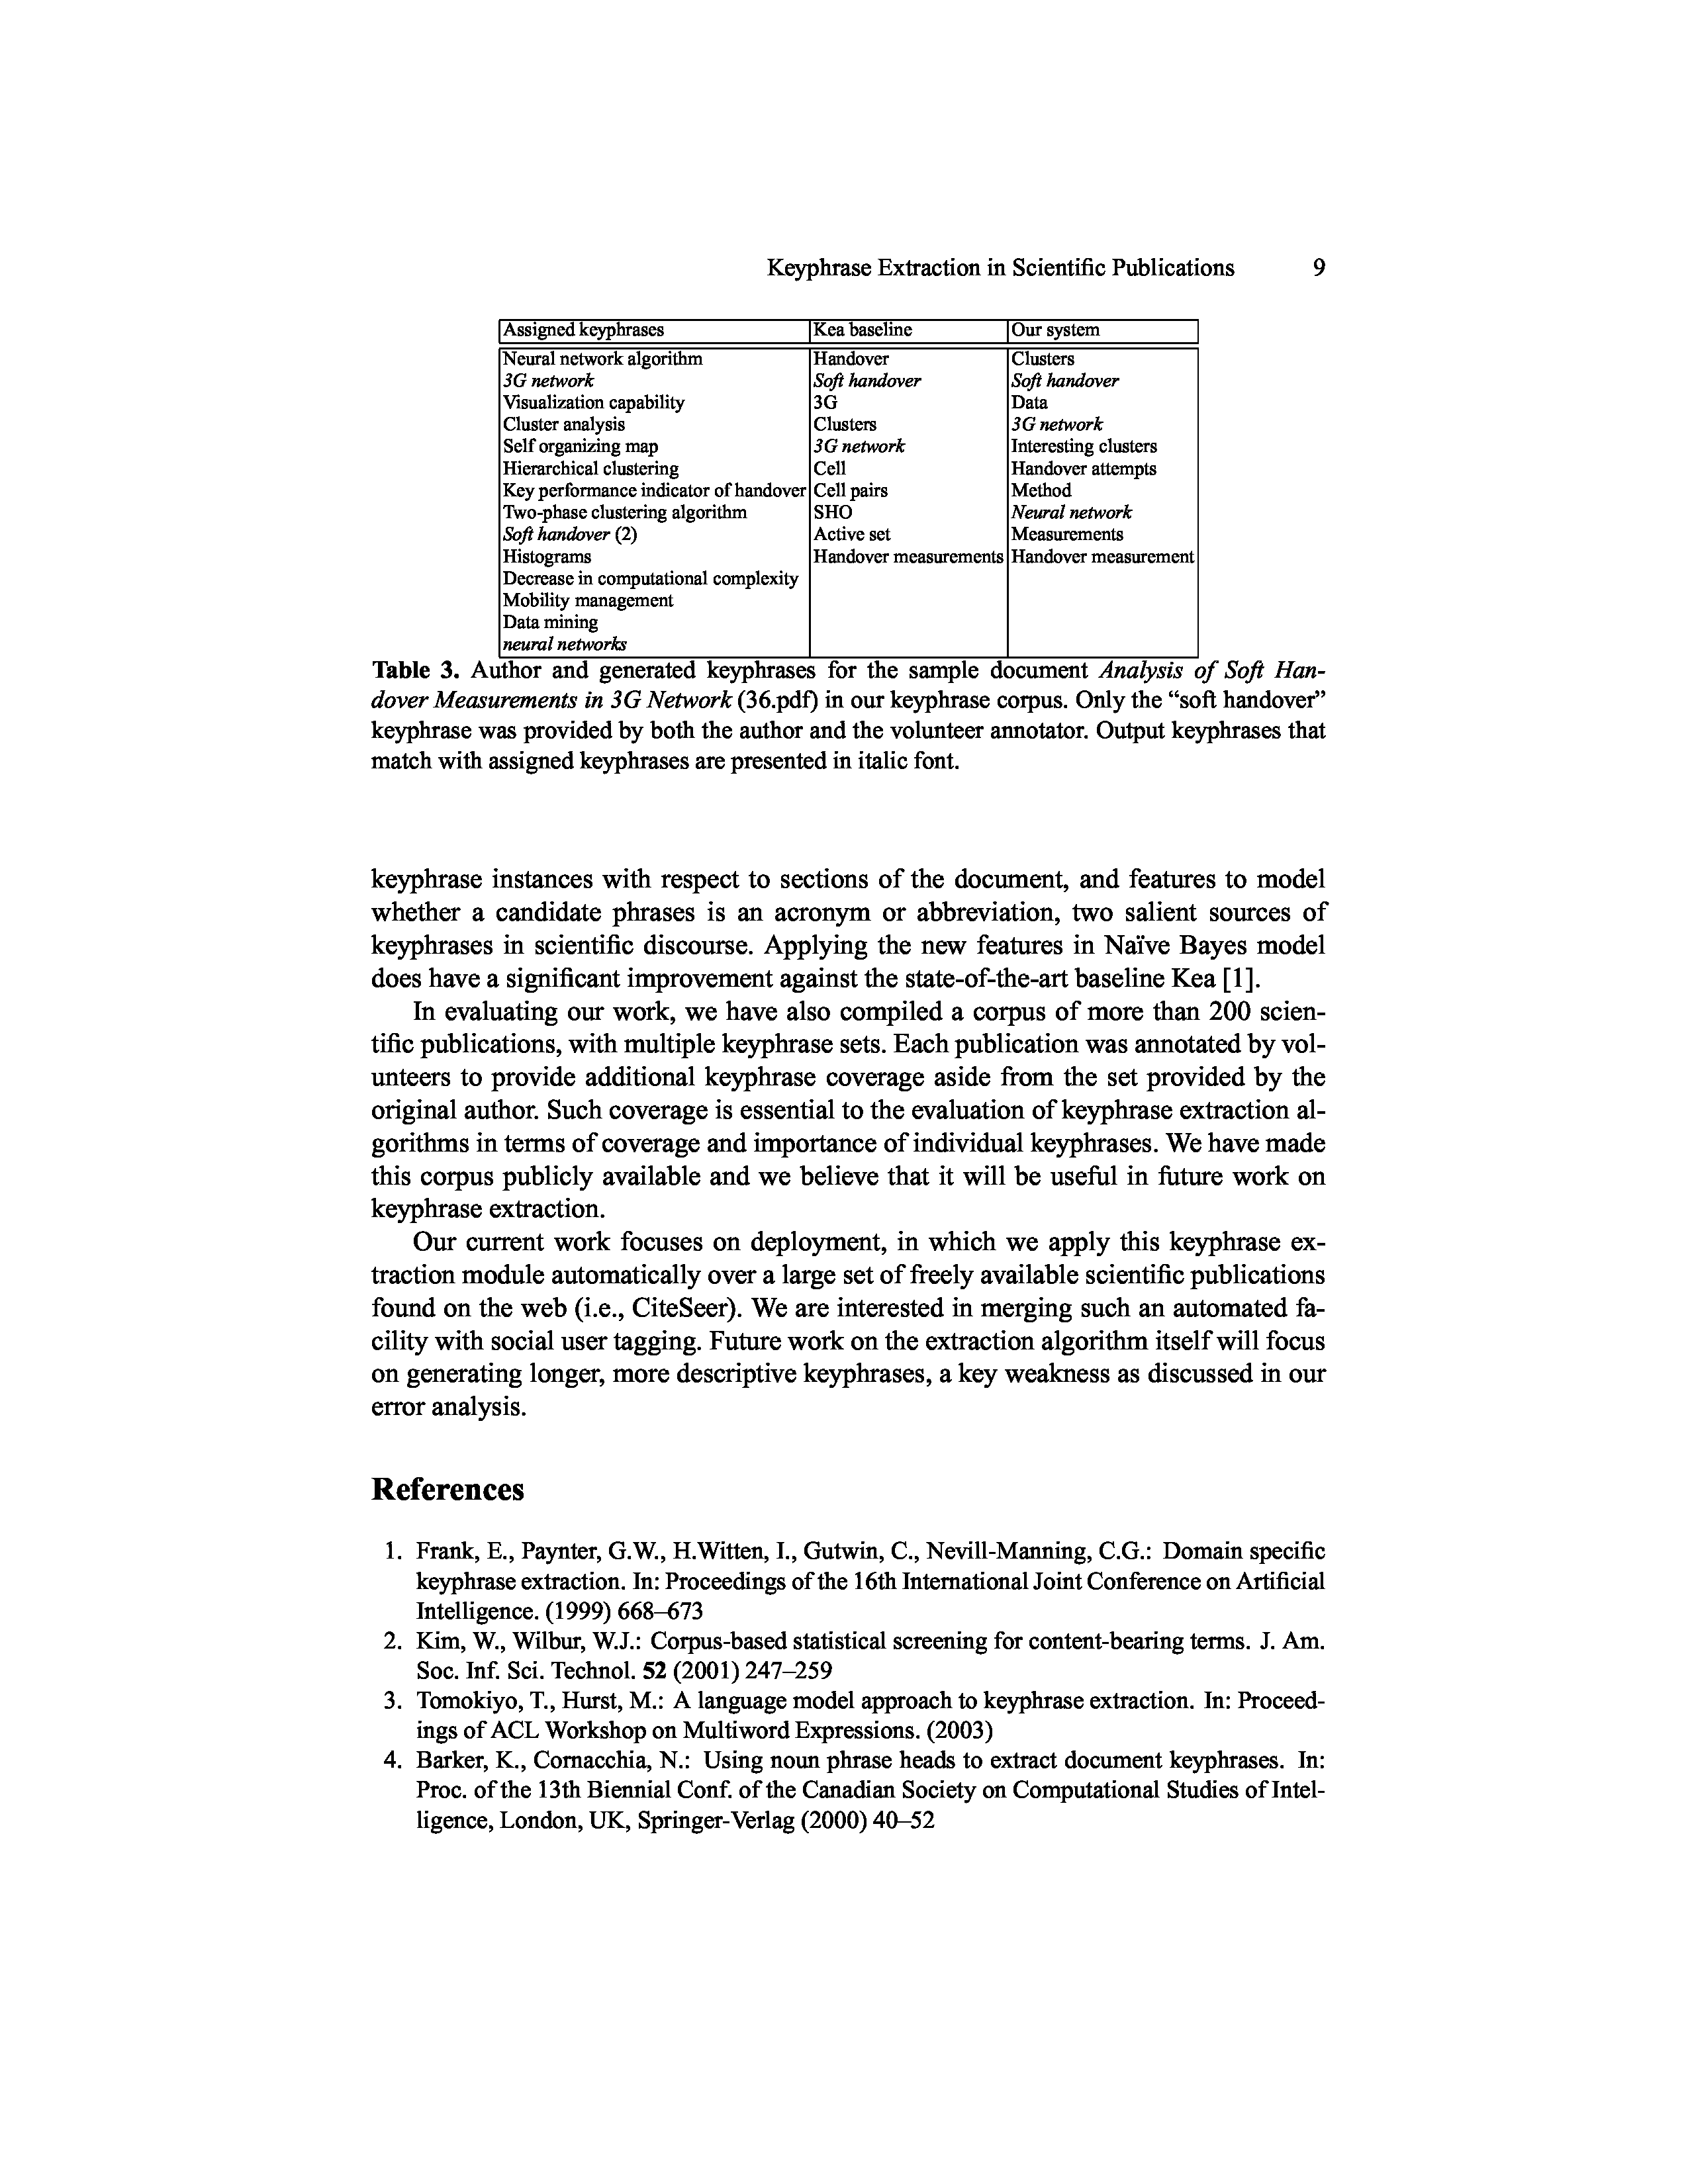 Keyphrase Extraction in Scientific Publications 9
Assigned keyphrases Kea baseline Our system
Neural network algorithm Handover Clusters
3G network Soft handover Soft handover
Visualization capability 3G Data
Cluster analysis Clusters 3G network
Self organizing map 3G network Interesting clusters
Hierarchical clustering Cell Handover attempts
Key performance indicator of handover Cell pairs Method
Two-phase clustering algorithm SHO Neural network
Soft handover (2) Active set Measurements
Histograms Handover measurements Handover measurement
Decrease in computational complexity
Mobility management
Data mining
neural networks
Table 3. Author and generated keyphrases for the sample document Analysis of Soft Han-
dover Measurements in 3G Network (36.pdf) in our keyphrase corpus. Only the “soft handover”
keyphrase was provided by both the author and the volunteer annotator. Output keyphrases that
match with assigned keyphrases are presented in italic font.
keyphrase instances with respect to sections of the document, and features to model
whether a candidate phrases is an acronym or abbreviation, two salient sources of
keyphrases in scientific discourse. Applying the new features in Naïve Bayes model
does have a significant improvement against the state-of-the-art baseline Kea [1].
In evaluating our work, we have also compiled a corpus of more than 200 scien-
tific publications, with multiple keyphrase sets. Each publication was annotated by vol-
unteers to provide additional keyphrase coverage aside from the set provided by the
original author. Such coverage is essential to the evaluation of keyphrase extraction al-
gorithms in terms of coverage and importance of individual keyphrases. We have made
this corpus publicly available and we believe that it will be useful in future work on
keyphrase extraction.
Our current work focuses on deployment, in which we apply this keyphrase ex-
traction module automatically over a large set of freely available scientific publications
found on the web (i.e., CiteSeer). We are interested in merging such an automated fa-
cility with social user tagging. Future work on the extraction algorithm itself will focus
on generating longer, more descriptive keyphrases, a key weakness as discussed in our
error analysis.
References
1. Frank, E., Paynter, G.W., H.Witten, I., Gutwin, C., Nevill-Manning, C.G.: Domain specific
keyphrase extraction. In: Proceedings of the 16th International Joint Conference on Artificial
Intelligence. (1999) 668–673
2. Kim, W., Wilbur, W.J.: Corpus-based statistical screening for content-bearing terms. J. Am.
Soc. Inf. Sci. Technol. 52 (2001) 247–259
3. Tomokiyo, T., Hurst, M.: A language model approach to keyphrase extraction. In: Proceed-
ings of ACL Workshop on Multiword Expressions. (2003)
4. Barker, K., Cornacchia, N.: Using noun phrase heads to extract document keyphrases. In:
Proc. of the 13th Biennial Conf. of the Canadian Society on Computational Studies of Intel-
ligence, London, UK, Springer-Verlag (2000) 40–52